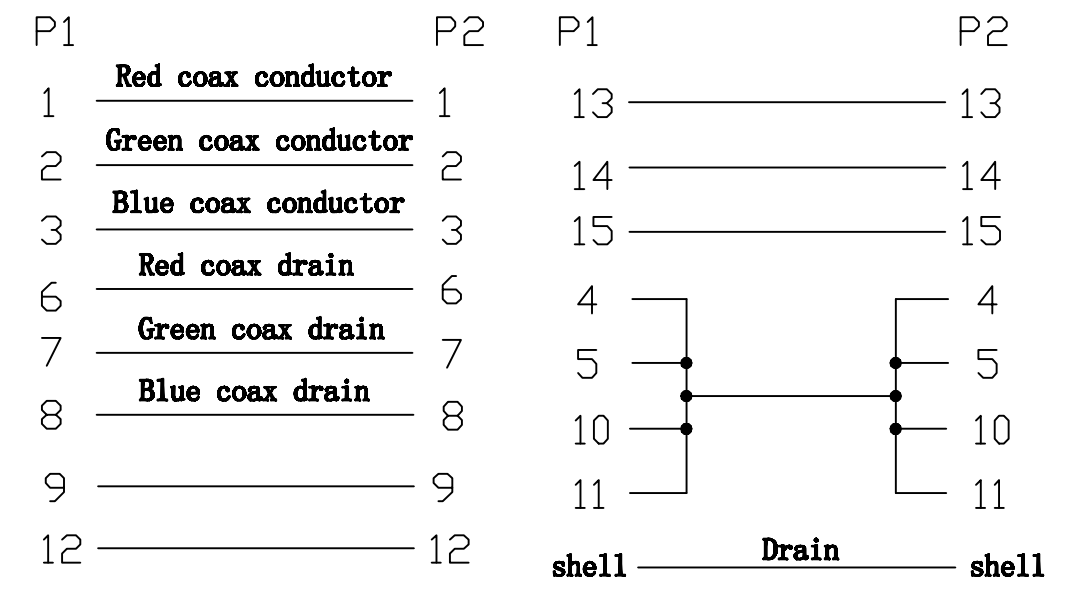 P1 P2
Red coax conductor
1 1
Green coax conductor
2 2
Blue coax conductor
3 3
Red coax drain
6 6
Green coax drain
7 7
Blue coax drain
8 8
9 9
12 12
P1 P2
13 13
14 14
15 15
4 4
5 5
10 10
11 11
Drain
shell shell